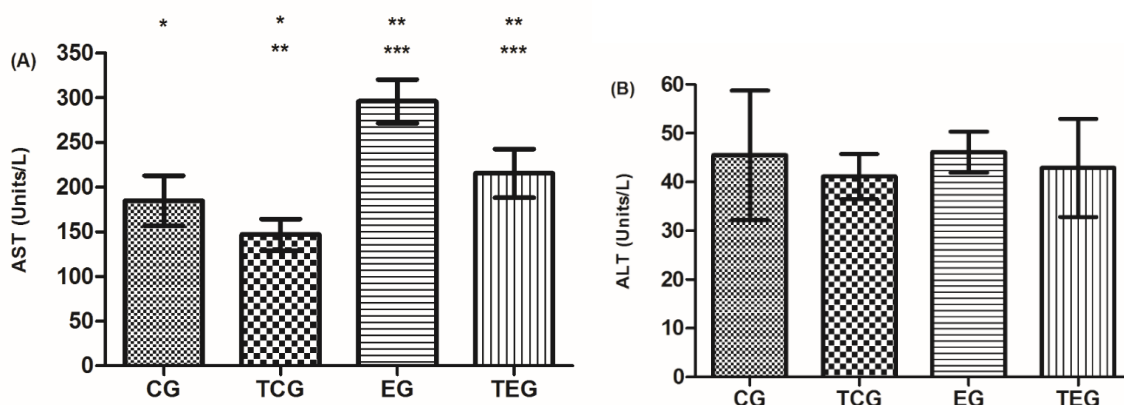 (A)
* * ** **
** *** ***
AST (Units/L)
350
300
250
200
150
100
50
0
CG TCG EG TEG
(B)
ALT (Units/L)
60
50
40
30
20
10
0
CG TCG EG TEG